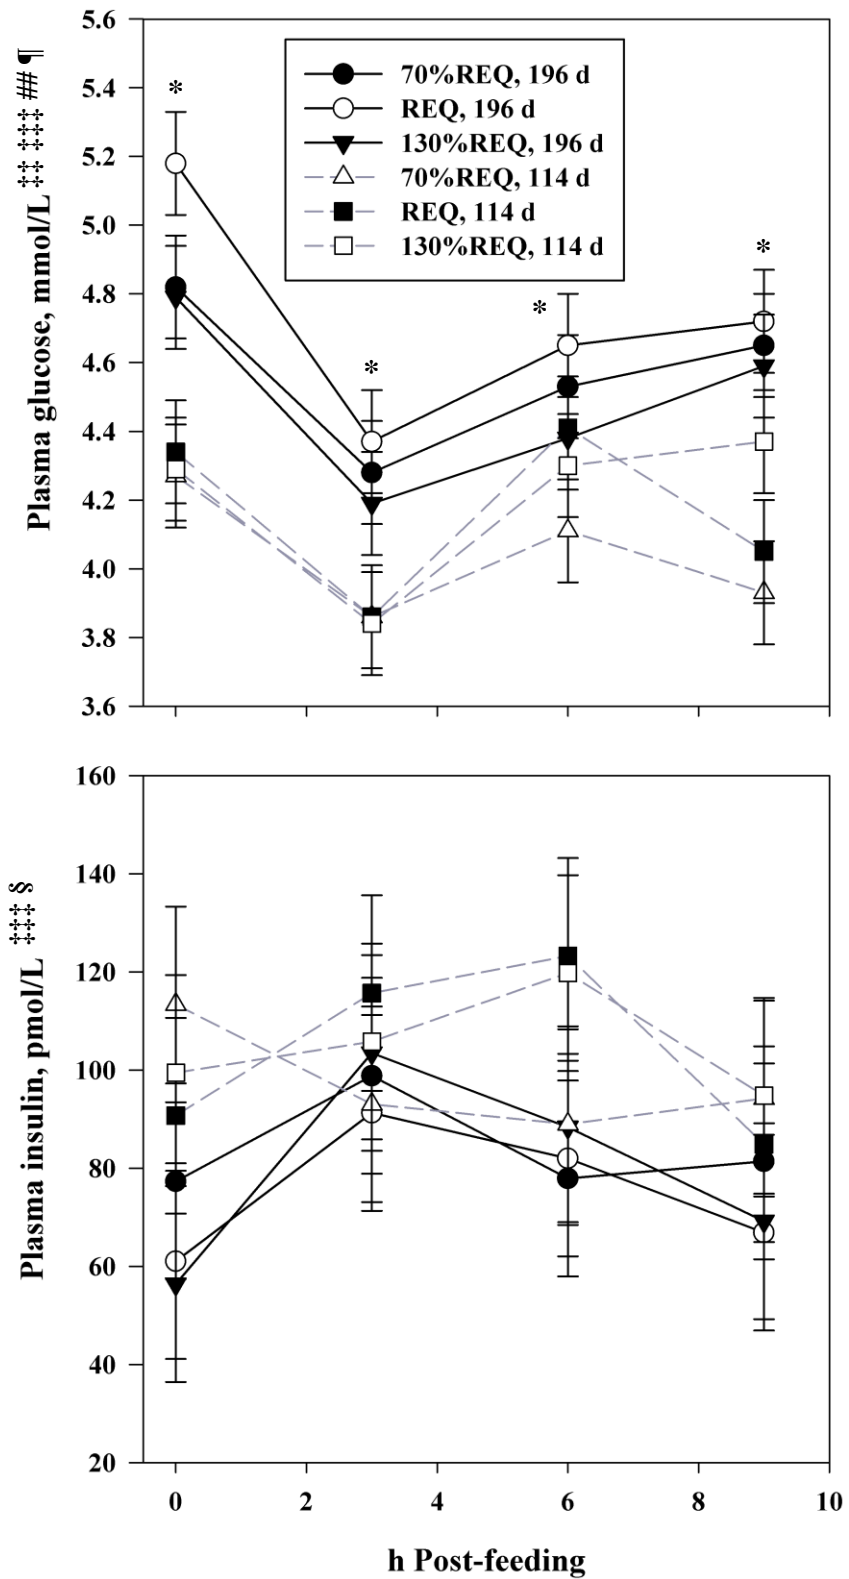 Plasma glucose, mmol/L ‡‡ ‡‡‡ ## ¶
5.6
5.4
5.2
5.0
4.8
4.6
4.4
4.2
4.0
3.8
3.6
70%REQ, 196 d
REQ, 196 d
130%REQ, 196 d
70%REQ, 114 d
REQ, 114 d
130%REQ, 114 d
*
*
*
*
Plasma insulin, pmol/L ‡‡‡ §
160
140
120
100
80
60
40
20
0 2 4 6 8 10
h Post-feeding